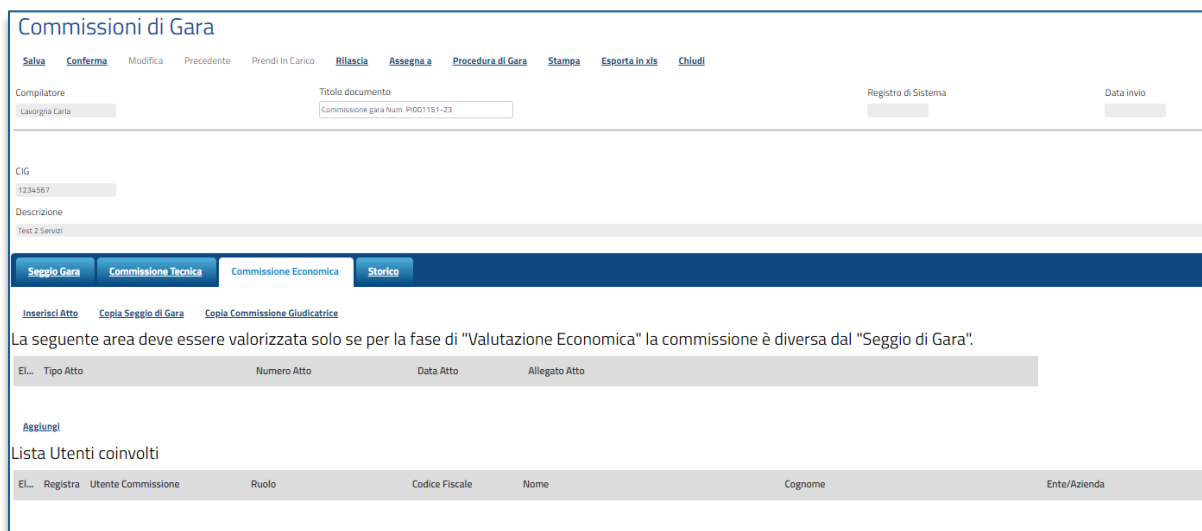 Commissioni di Gara
Salva Conferma Modifica Precedente Prendi In Carico Rilascia Assegna a Procedura di Gara Stampa Esporta in xls Chiudi
Compilatore Titolo documento Registro di Sistema Data invio
Lavorgna Carla Commissione gara Num. PI001151-23
CIG
1234567
Descrizione
Test 2 Servizi
Seggio Gara Commissione Tecnica Commissione Economica Storico
Inserisci Atto Copia Seggio di Gara Copia Commissione Giudicatrice
La seguente area deve essere valorizzata solo se per la fase di "Valutazione Economica" la commissione è diversa dal "Seggio di Gara".
El... Tipo Atto Numero Atto Data Atto Allegato Atto
Aggiungi
Lista Utenti coinvolti
El... Registra Utente Commissione Ruolo Codice Fiscale Nome Cognome Ente/Azienda